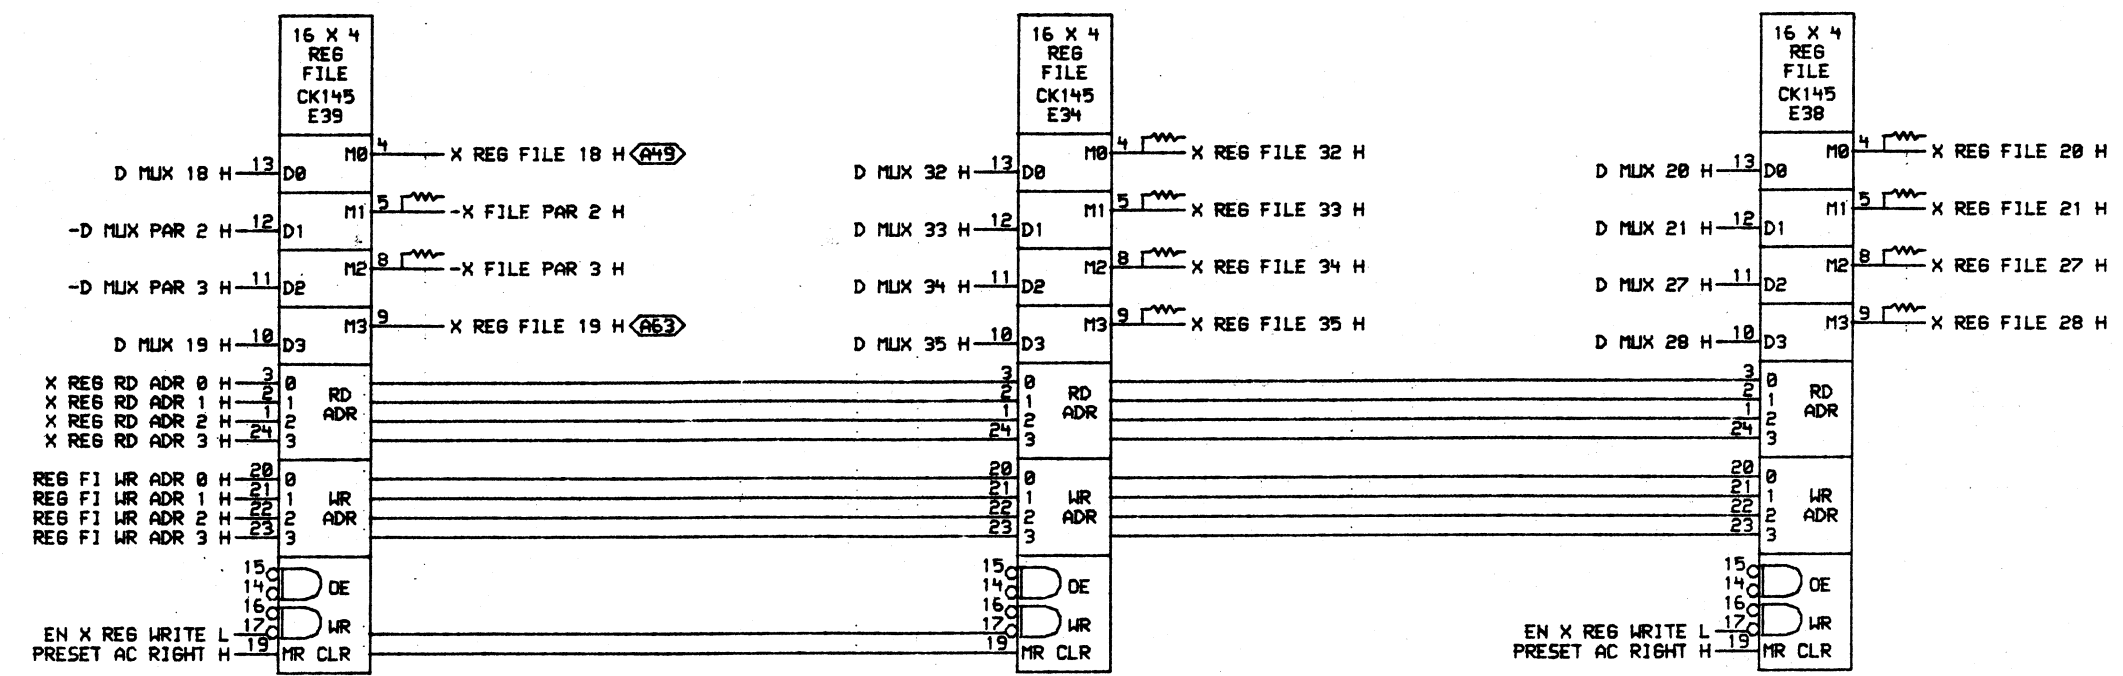 16 X 4
REG
FILE
CK145
E39
D MUX 18 H 13 D0
M0 4 X REG FILE 18 H A49
-D MUX PAR 2 H 12 D1
M1 5 -X FILE PAR 2 H
-D MUX PAR 3 H 11 D2
M2 8 -X FILE PAR 3 H
D MUX 19 H 10 D3
M3 9 X REG FILE 19 H A63
X REG RD ADR 0 H 3 0
X REG RD ADR 1 H 2 1
X REG RD ADR 2 H 1 2
X REG RD ADR 3 H 24 3
RD
ADR
REG FI WR ADR 0 H 20 0
REG FI WR ADR 1 H 21 1
REG FI WR ADR 2 H 22 2
REG FI WR ADR 3 H 23 3
WR
ADR
15
14
OE
16
EN X REG WRITE L 17 WR
PRESET AC RIGHT H 19 MR CLR
16 X 4
REG
FILE
CK145
E34
D MUX 32 H 13 D0
M0 4 X REG FILE 32 H
D MUX 33 H 12 D1
M1 5 X REG FILE 33 H
D MUX 34 H 11 D2
M2 8 X REG FILE 34 H
D MUX 35 H 10 D3
M3 9 X REG FILE 35 H
3 0
2 1
1 2
24 3
RD
ADR
20 0
21 1
22 2
23 3
WR
ADR
15
14
OE
16
17 WR
19 MR CLR
16 X 4
REG
FILE
CK145
E38
D MUX 20 H 13 D0
M0 4 X REG FILE 20 H
D MUX 21 H 12 D1
M1 5 X REG FILE 21 H
D MUX 27 H 11 D2
M2 8 X REG FILE 27 H
D MUX 28 H 10 D3
M3 9 X REG FILE 28 H
3 0
2 1
1 2
24 3
RD
ADR
20 0
21 1
22 2
23 3
WR
ADR
15
14
OE
16
EN X REG WRITE L 17 WR
PRESET AC RIGHT H 19 MR CLR